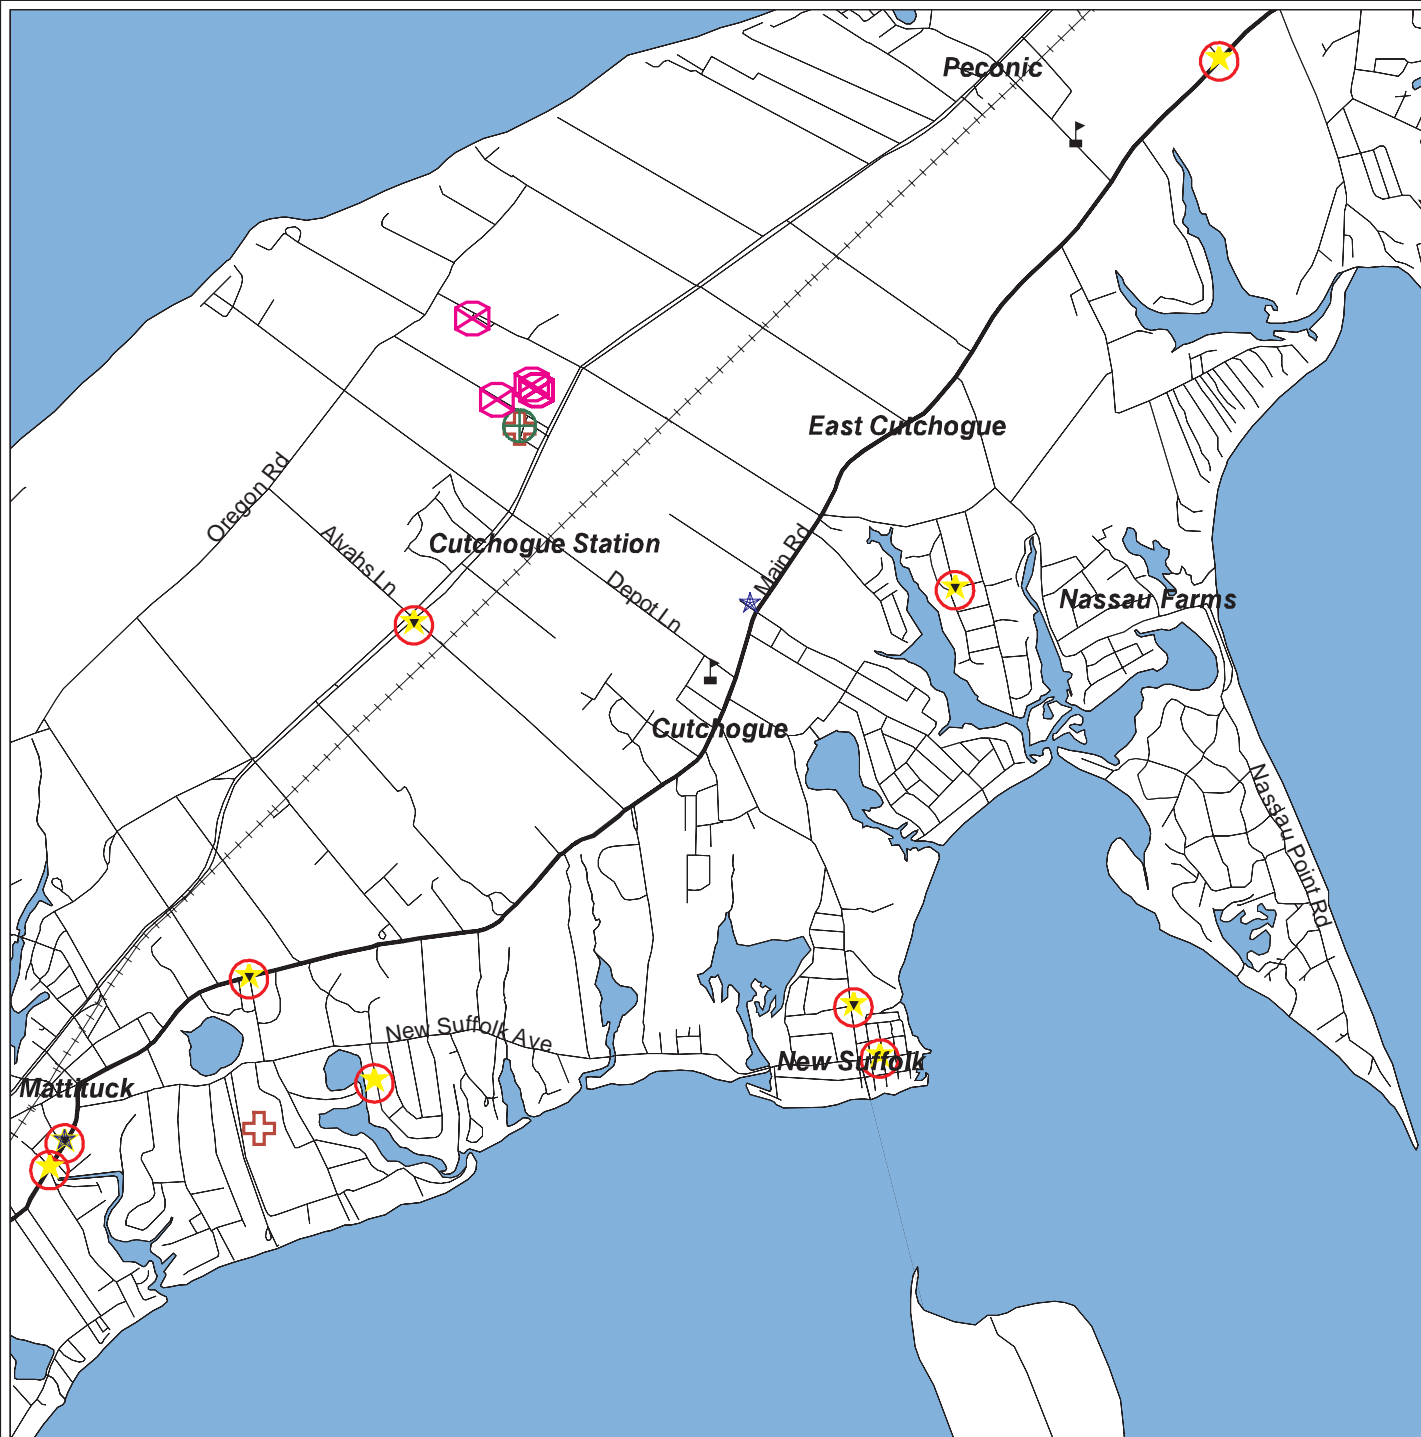 Peconic
East Cutchogue
Oregon Rd
Alvahs Ln
Cutchogue Station
Main Rd
Depot Ln
Nassau Farms
Cutchogue
Nassau Point Rd
New Suffolk Ave
New Suffolk
Mattituck